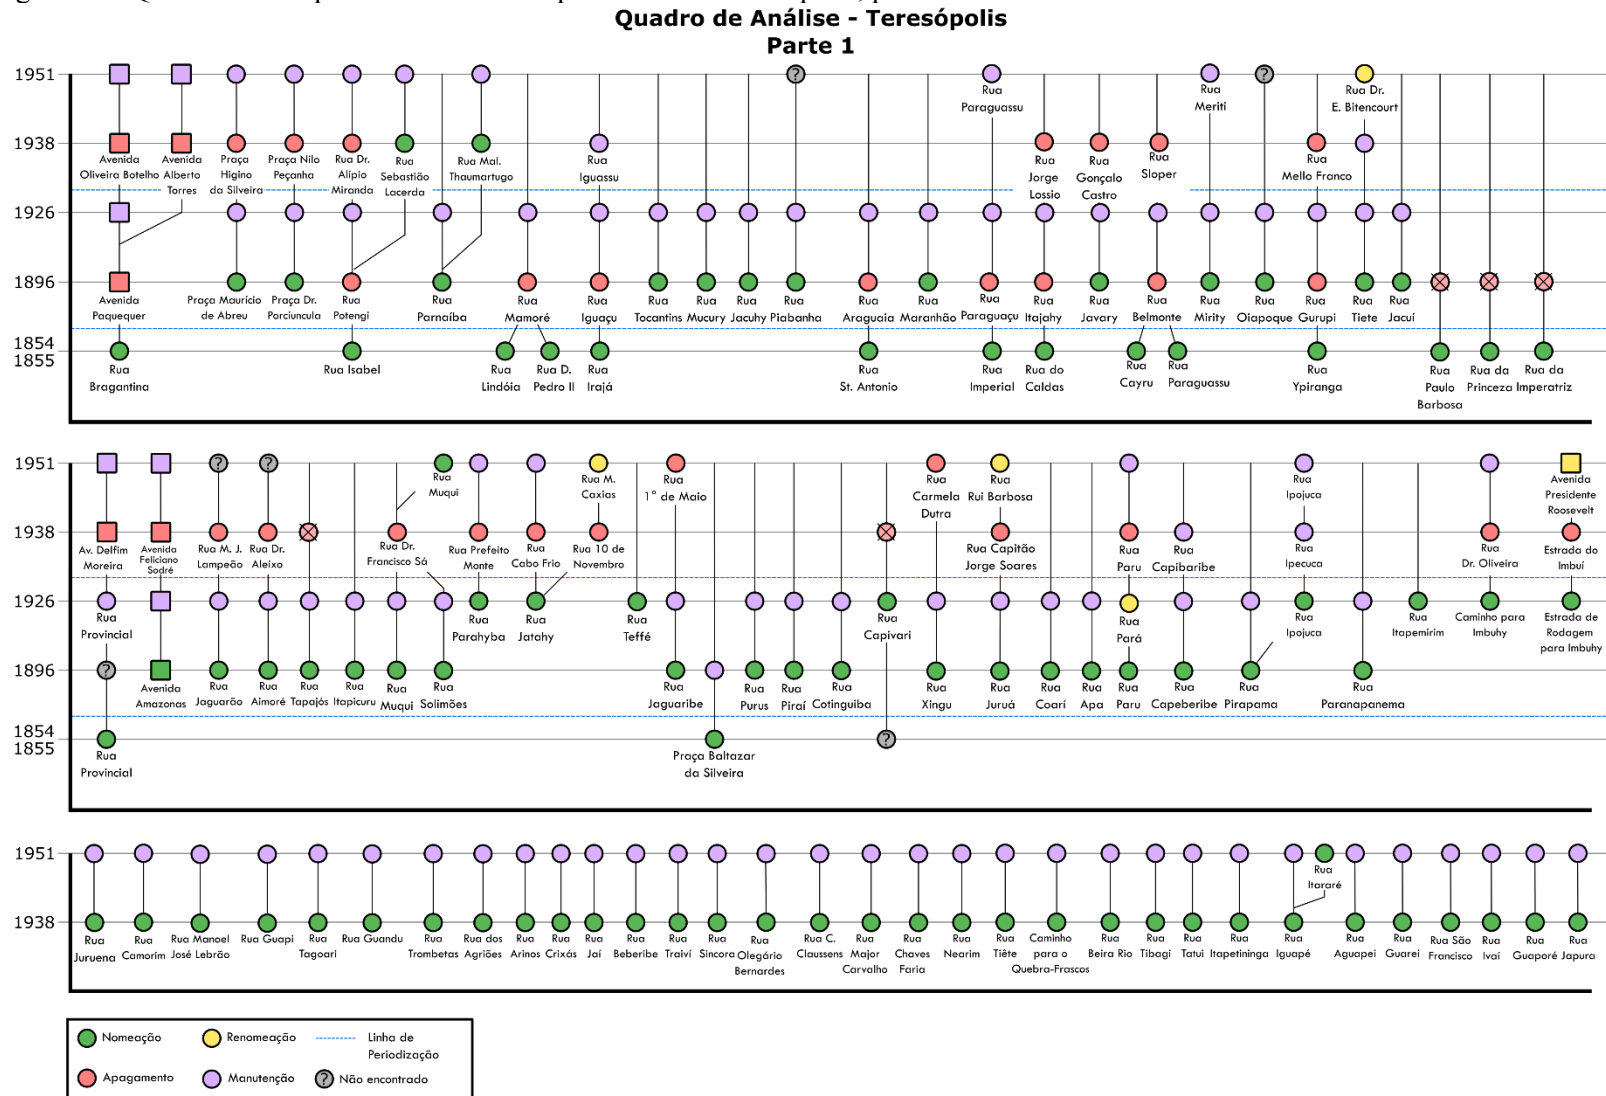 Quadro de Análise - Teresópolis
Parte 1
1951
?
?
Rua
Paraguassu
Rua
Meriti
Rua Dr.
E. Bitencourt
1938
Avenida
Oliveira Botelho
Avenida
Alberto
Torres
Praça
Higino
da Silveira
Praça Nilo
Peçanha
Rua Dr.
Alípio
Miranda
Rua
Sebastião
Lacerda
Rua Mal.
Thaumartugo
Rua
Iguassu
Rua
Jorge
Lossio
Rua
Gonçalo
Castro
Rua
Sloper
Rua
Mello Franco
1926
1896
Avenida
Paquequer
Praça Maurício
de Abreu
Praça Dr.
Porciuncula
Rua
Potengi
Rua
Parnaíba
Rua
Mamoré
Rua
Iguaçu
Rua
Tocantins
Rua
Mucury
Rua
Jacuhy
Rua
Piabanha
Rua
Araguaia
Rua
Maranhão
Rua
Paraguaçu
Rua
Itajahy
Rua
Javary
Rua
Belmonte
Rua
Mirity
Rua
Oiapoque
Rua
Gurupi
Rua
Tiete
Rua
Jacuí
1854
1855
Rua
Bragantina
Rua Isabel
Rua
Lindóia
Rua D.
Pedro II
Rua
Irajá
Rua
St. Antonio
Rua
Imperial
Rua do
Caldas
Rua
Cayru
Rua
Paraguassu
Rua
Ypiranga
Rua
Paulo
Barbosa
Rua da
Princeza
Rua da
Imperatriz
1951
?
?
Rua
Muqui
Rua M.
Caxias
Rua
1° de Maio
Rua
Carmela
Dutra
Rua
Rui Barbosa
Rua
Ipojuca
Avenida
Presidente
Roosevelt
1938
Av. Delfim
Moreira
Avenida
Feliciano
Sodré
Rua M. J.
Lampeão
Rua Dr.
Aleixo
Rua Dr.
Francisco Sá
Rua Prefeito
Monte
Rua
Cabo Frio
Rua 10 de
Novembro
Rua Capitão
Jorge Soares
Rua
Paru
Rua
Capibaribe
Rua
Ipecuca
Rua
Dr. Oliveira
Estrada do
Imbuí
1926
Rua
Provincial
Rua
Parahyba
Rua
Jatahy
Rua
Teffé
Rua
Capivari
Rua
Pará
Rua
Ipojuca
Rua
Itapemirim
Caminho para
Imbuhy
Estrada de
Rodagem
para Imbuhy
1896
?
Avenida
Amazonas
Rua
Jaguarão
Rua
Aimoré
Rua
Tapajós
Rua
Itapicuru
Rua
Muqui
Rua
Solimões
Rua
Jaguaribe
Rua
Purus
Rua
Piraí
Rua
Cotinguiba
Rua
Xingu
Rua
Juruá
Rua
Coari
Rua
Apa
Rua
Paru
Rua
Capeberibe
Rua
Pirapama
Rua
Paranapanema
1854
1855
Rua
Provincial
Praça Baltazar
da Silveira
?
1951
Rua
Itararé
1938
Rua
Juruena
Rua
Camorim
Rua Manoel
José Lebrão
Rua Guapi
Rua
Tagoari
Rua Guandu
Rua
Trombetas
Rua dos
Agriões
Rua
Arinos
Rua
Crixás
Rua
Jaí
Rua
Beberibe
Rua
Traiví
Rua
Sincora
Rua
Olegário
Bernardes
Rua C.
Claussens
Rua
Major
Carvalho
Rua
Chaves
Faria
Rua
Nearim
Rua
Tiête
Caminho
para o
Quebra-Frascos
Rua
Beira Rio
Rua
Tibagi
Rua
Tatui
Rua
Itapetininga
Rua
Iguapé
Rua
Aguapei
Rua
Guarei
Rua São
Francisco
Rua
Ivai
Rua
Guaporé
Rua
Japura
Nomeação
Renomeação
Linha de
Periodização
Apagamento
Manutenção
? Não encontrado